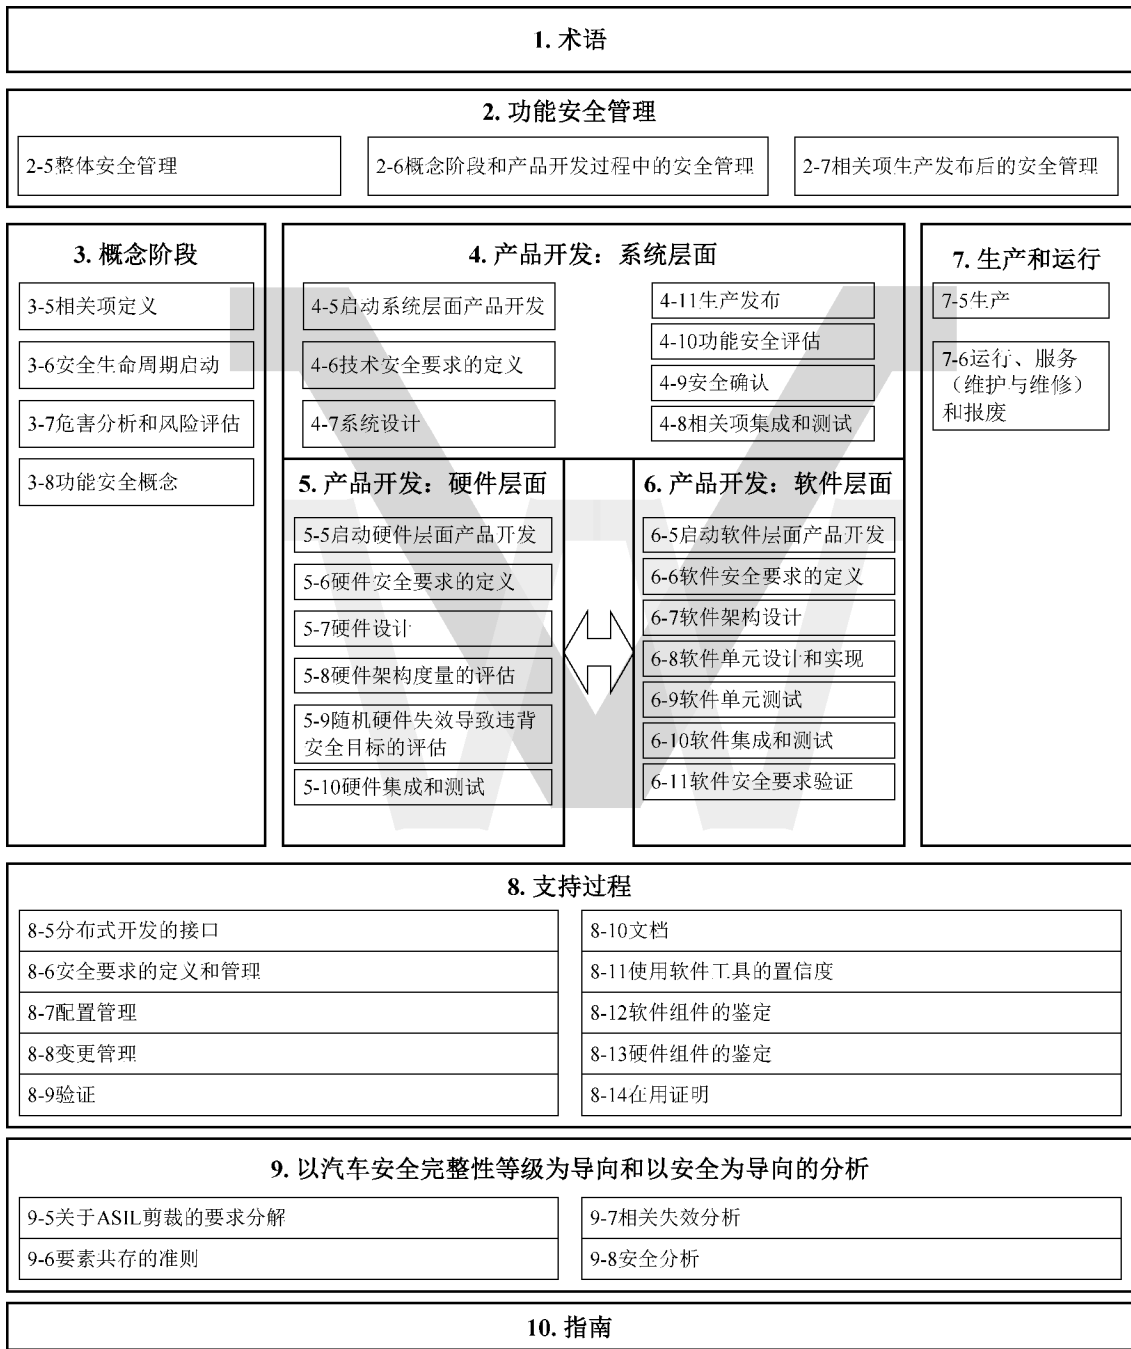 1. 术语
2. 功能安全管理
2-5整体安全管理
2-6概念阶段和产品开发过程中的安全管理
2-7相关项生产发布后的安全管理
3. 概念阶段
3-5相关项定义
3-6安全生命周期启动
3-7危害分析和风险评估
3-8功能安全概念
4. 产品开发：系统层面
4-5启动系统层面产品开发
4-6技术安全要求的定义
4-7系统设计
4-11生产发布
4-10功能安全评估
4-9安全确认
4-8相关项集成和测试
5. 产品开发：硬件层面
5-5启动硬件层面产品开发
5-6硬件安全要求的定义
5-7硬件设计
5-8硬件架构度量的评估
5-9随机硬件失效导致违背
安全目标的评估
5-10硬件集成和测试
6. 产品开发：软件层面
6-5启动软件层面产品开发
6-6软件安全要求的定义
6-7软件架构设计
6-8软件单元设计和实现
6-9软件单元测试
6-10软件集成和测试
6-11软件安全要求验证
7. 生产和运行
7-5生产
7-6运行、服务
（维护与维修）
和报废
8. 支持过程
8-5分布式开发的接口
8-6安全要求的定义和管理
8-7配置管理
8-8变更管理
8-9验证
8-10文档
8-11使用软件工具的置信度
8-12软件组件的鉴定
8-13硬件组件的鉴定
8-14在用证明
9. 以汽车安全完整性等级为导向和以安全为导向的分析
9-5关于ASIL剪裁的要求分解
9-6要素共存的准则
9-7相关失效分析
9-8安全分析
10. 指南